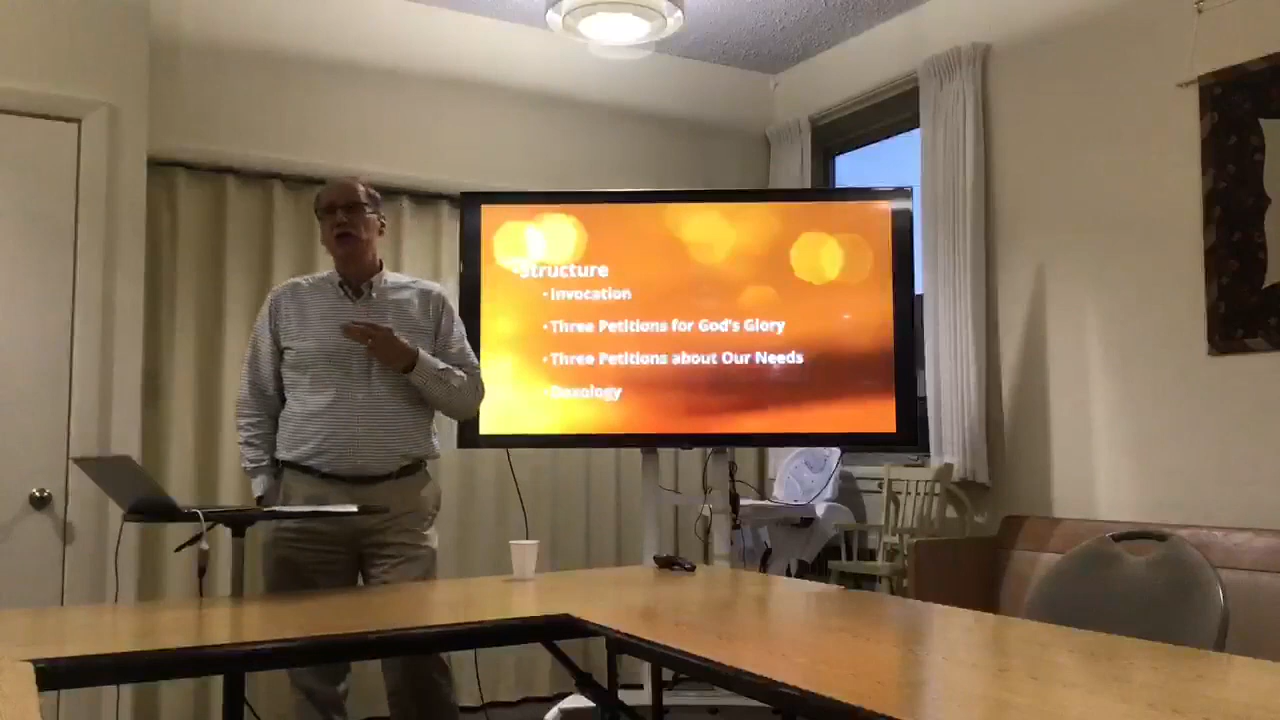 •Structure
•Invocation
•Three Petitions for God's Glory
•Three Petitions about Our Needs
•Doxology